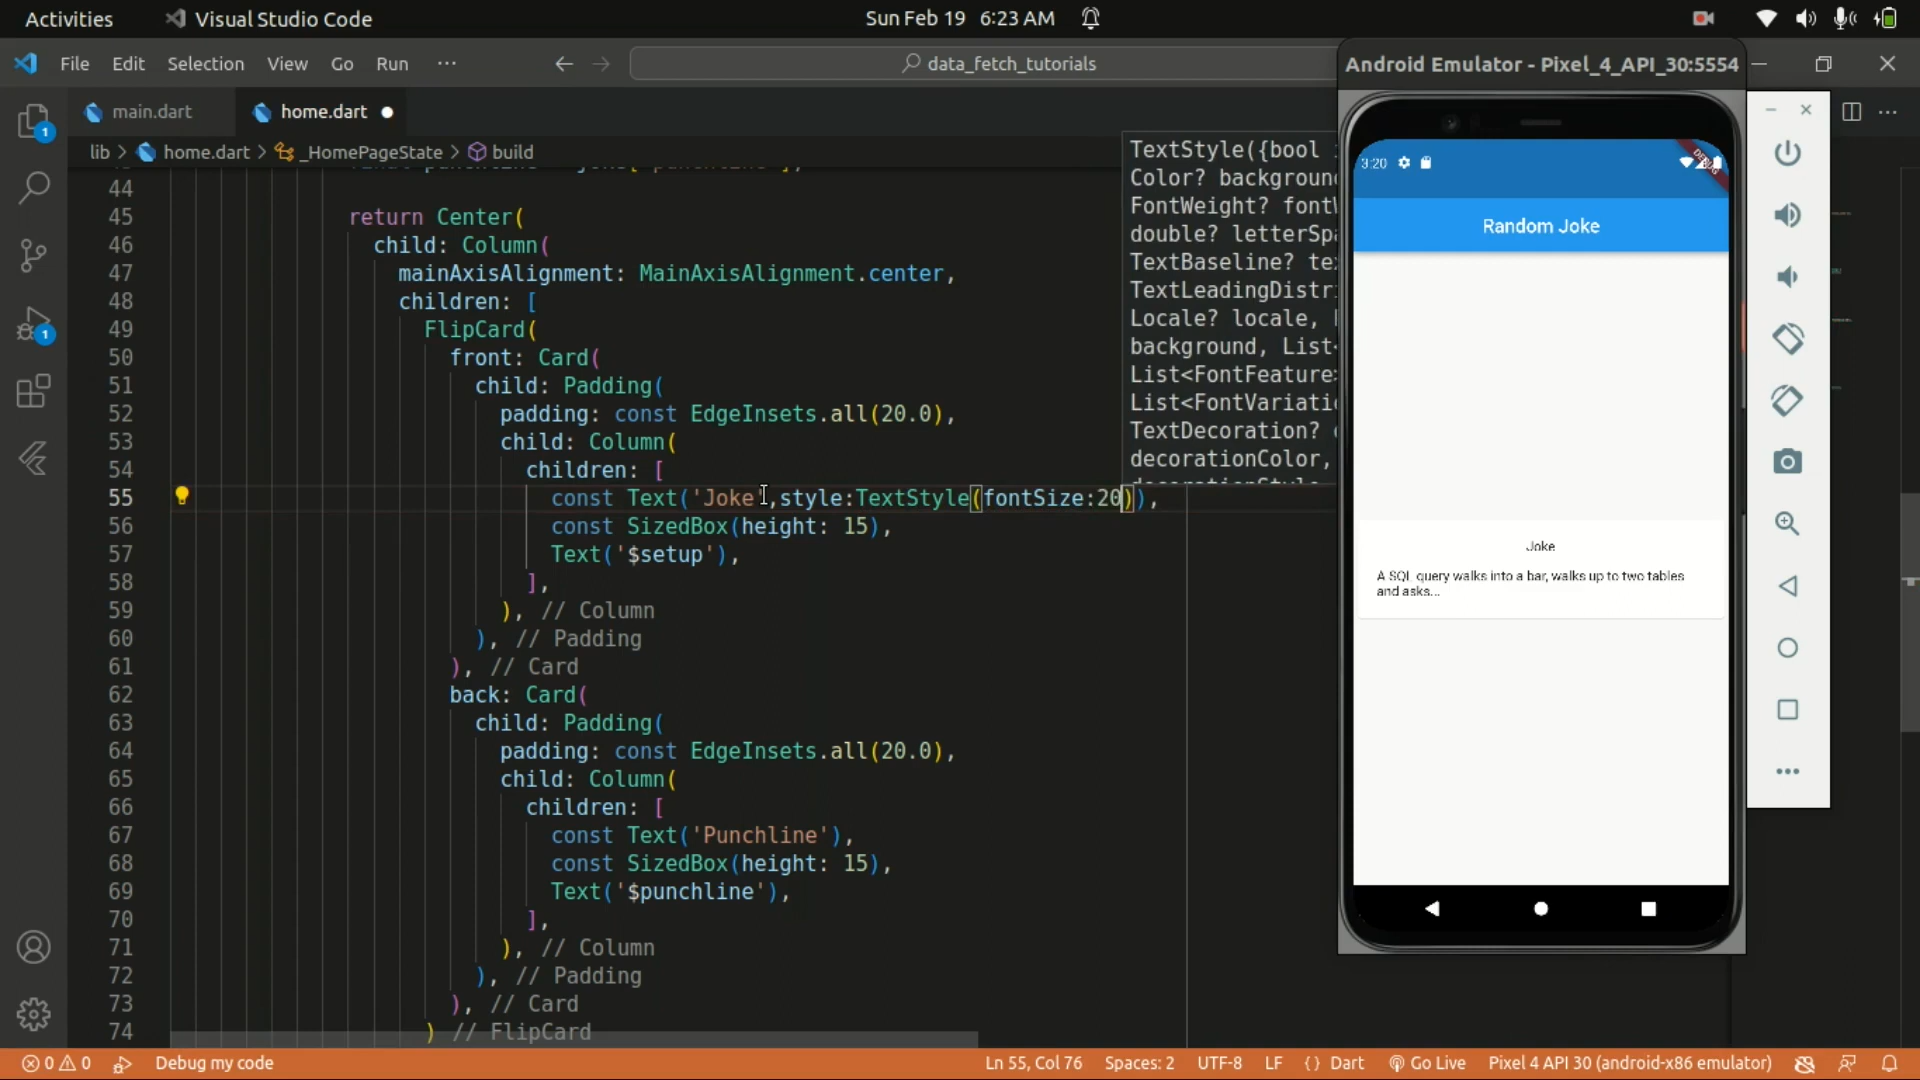 Activities
Visual Studio Code
Sun Feb 19 6:23 AM
File Edit Selection View Go Run ···
data_fetch_tutorials
Android Emulator - Pixel_4_API_30:5554
main.dart
home.dart
lib > home.dart > _HomePageState > build
44
45 return Center(
46 child: Column(
47 mainAxisAlignment: MainAxisAlignment.center,
48 children: [
49 FlipCard(
50 front: Card(
51 child: Padding(
52 padding: const EdgeInsets.all(20.0),
53 child: Column(
54 children: [
55 const Text('Joke',style:TextStyle(fontSize:20)),
56 const SizedBox(height: 15),
57 Text('$setup'),
58 ],
59 ), // Column
60 ), // Padding
61 ), // Card
62 back: Card(
63 child: Padding(
64 padding: const EdgeInsets.all(20.0),
65 child: Column(
66 children: [
67 const Text('Punchline'),
68 const SizedBox(height: 15),
69 Text('$punchline'),
70 ],
71 ), // Column
72 ), // Padding
73 ), // Card
74 ) // FlipCard
TextStyle({bool
Color? background
FontWeight? font
double? letterSpa
TextBaseline? te
TextLeadingDistri
Locale? locale,
background, List<
List<FontFeature>
List<FontVariati
TextDecoration?
decorationColor,
3:20
DEBUG
Random Joke
Joke
A SQL query walks into a bar, walks up to two tables
and asks...
1
1
0 0
Debug my code
Ln 55, Col 76
Spaces: 2
UTF-8
LF
{ } Dart
Go Live
Pixel 4 API 30 (android-x86 emulator)